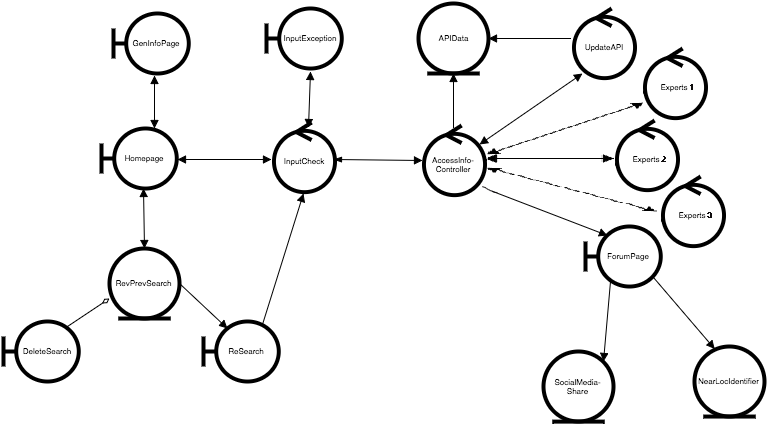 GenInfoPage
InputException
APIData
UpdateAPI
Experts 1
Homepage
InputCheck
AccessInfo-
Controller
Experts 2
Experts 3
ForumPage
RevPrevSearch
DeleteSearch
ReSearch
SocialMedia-
Share
NearLocIdentifier